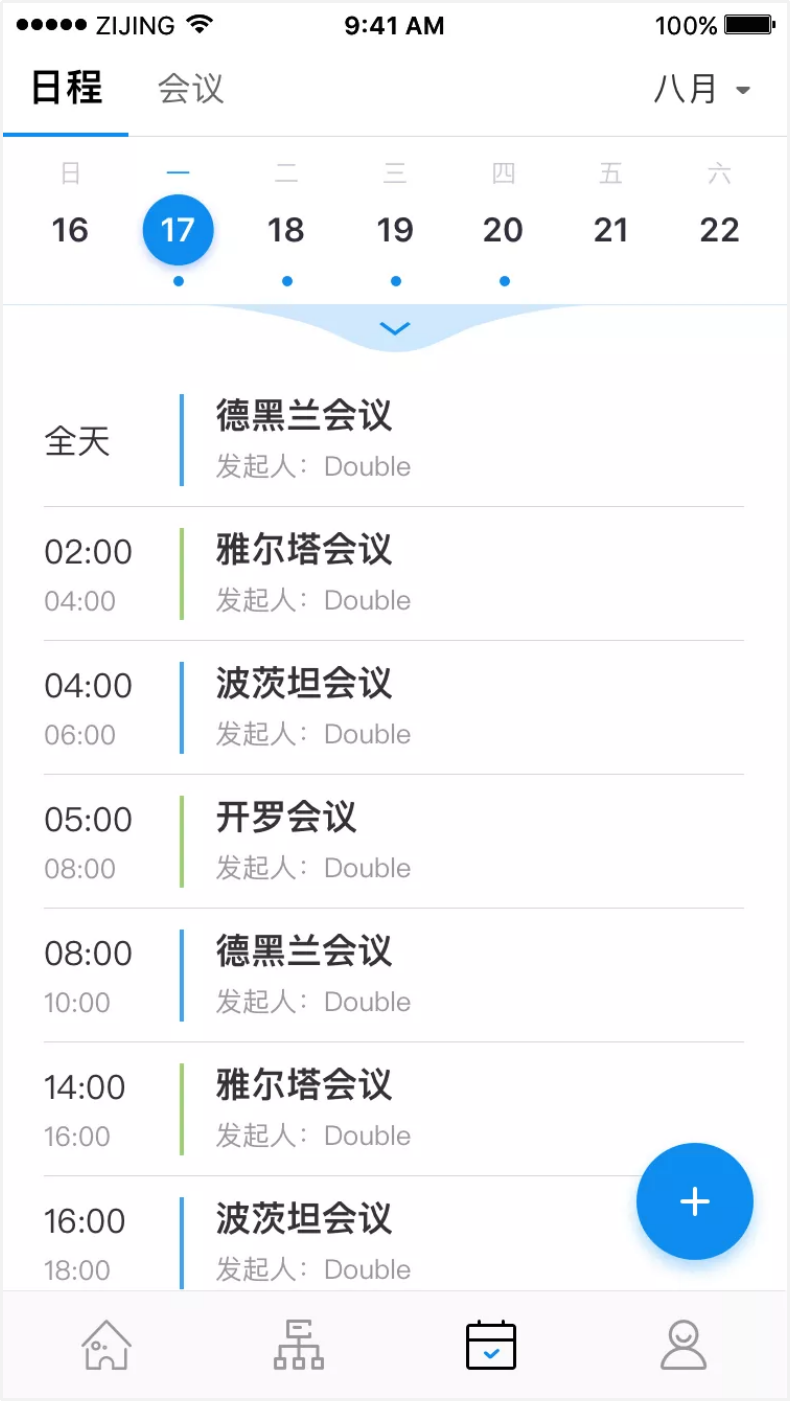 ZIJING 9:41 AM 100%
日程 会议 八月
日 一 二 三 四 五 六
16 17 18 19 20 21 22
全天
德黑兰会议
发起人：Double
02:00
04:00
雅尔塔会议
发起人：Double
04:00
06:00
波茨坦会议
发起人：Double
05:00
08:00
开罗会议
发起人：Double
08:00
10:00
德黑兰会议
发起人：Double
14:00
16:00
雅尔塔会议
发起人：Double
16:00
18:00
波茨坦会议
发起人：Double